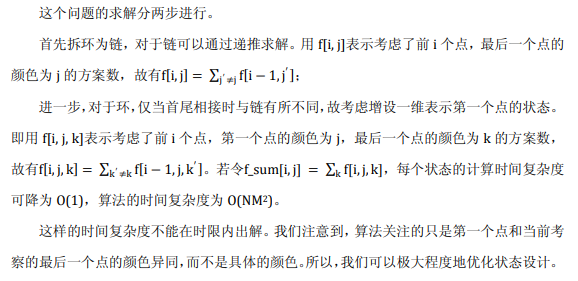 这个问题的求解分两步进行。
首先拆环为链，对于链可以通过递推求解。用 f[i, j]表示考虑了前 i 个点，最后一个点的
颜色为 j 的方案数，故有f[i, j] = ∑j′≠j f[i − 1, j′]；
进一步，对于环，仅当首尾相接时与链有所不同，故考虑增设一维表示第一个点的状态。
即用 f[i, j, k]表示考虑了前 i 个点，第一个点的颜色为 j，最后一个点的颜色为 k 的方案数，
故有f[i, j, k] = ∑k′≠k f[i − 1, j, k′]。若令f_sum[i, j] = ∑k f[i, j, k]，每个状态的计算时间复杂度
可降为 O(1)，算法的时间复杂度为 O(NM²)。
这样的时间复杂度不能在时限内出解。我们注意到，算法关注的只是第一个点和当前考
察的最后一个点的颜色异同，而不是具体的颜色。所以，我们可以极大程度地优化状态设计。